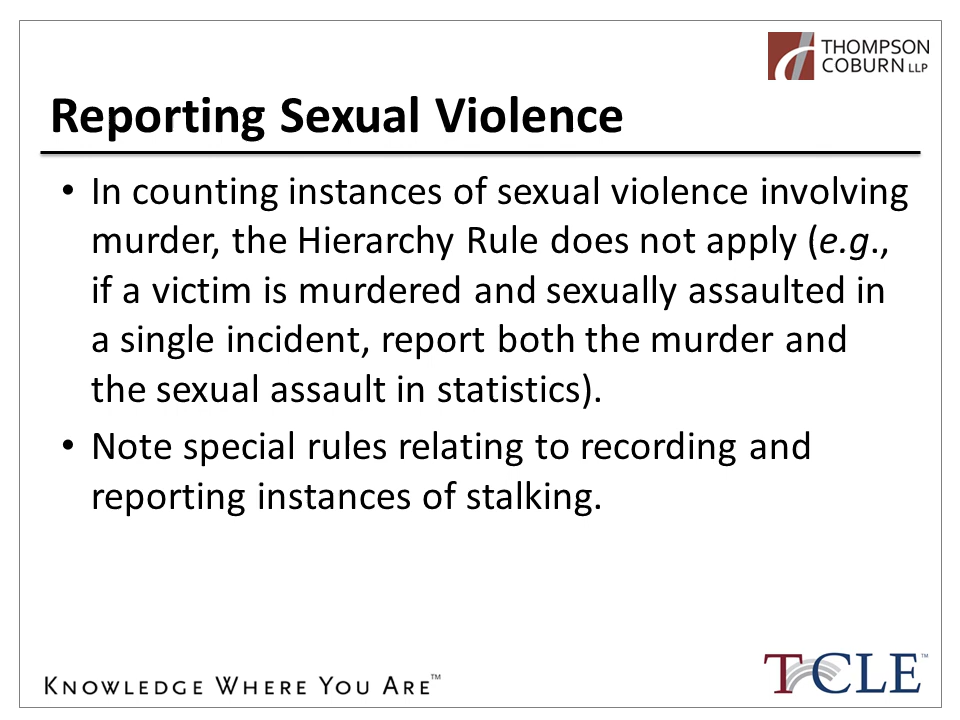 THOMPSON
COBURN LLP
Reporting Sexual Violence
• In counting instances of sexual violence involving
murder, the Hierarchy Rule does not apply (e.g.,
if a victim is murdered and sexually assaulted in
a single incident, report both the murder and
the sexual assault in statistics).
• Note special rules relating to recording and
reporting instances of stalking.
KNOWLEDGE WHERE YOU ARE™
TCCLE™